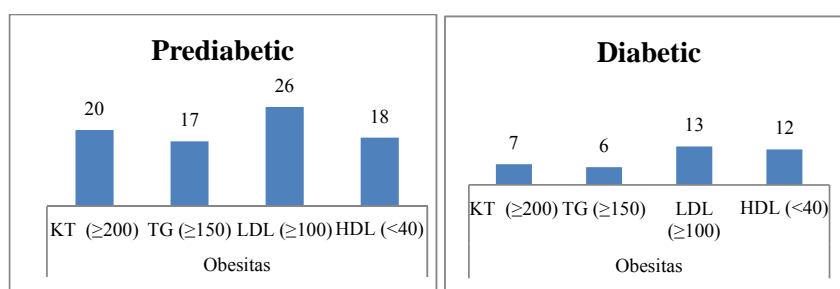 Prediabetic
26
20
17
18
KT (≥200) TG (≥150) LDL (≥100) HDL (<40)
Obesitas
Diabetic
13
12
7
6
KT (≥200) TG (≥150) LDL HDL (<40)
(≥100)
Obesitas